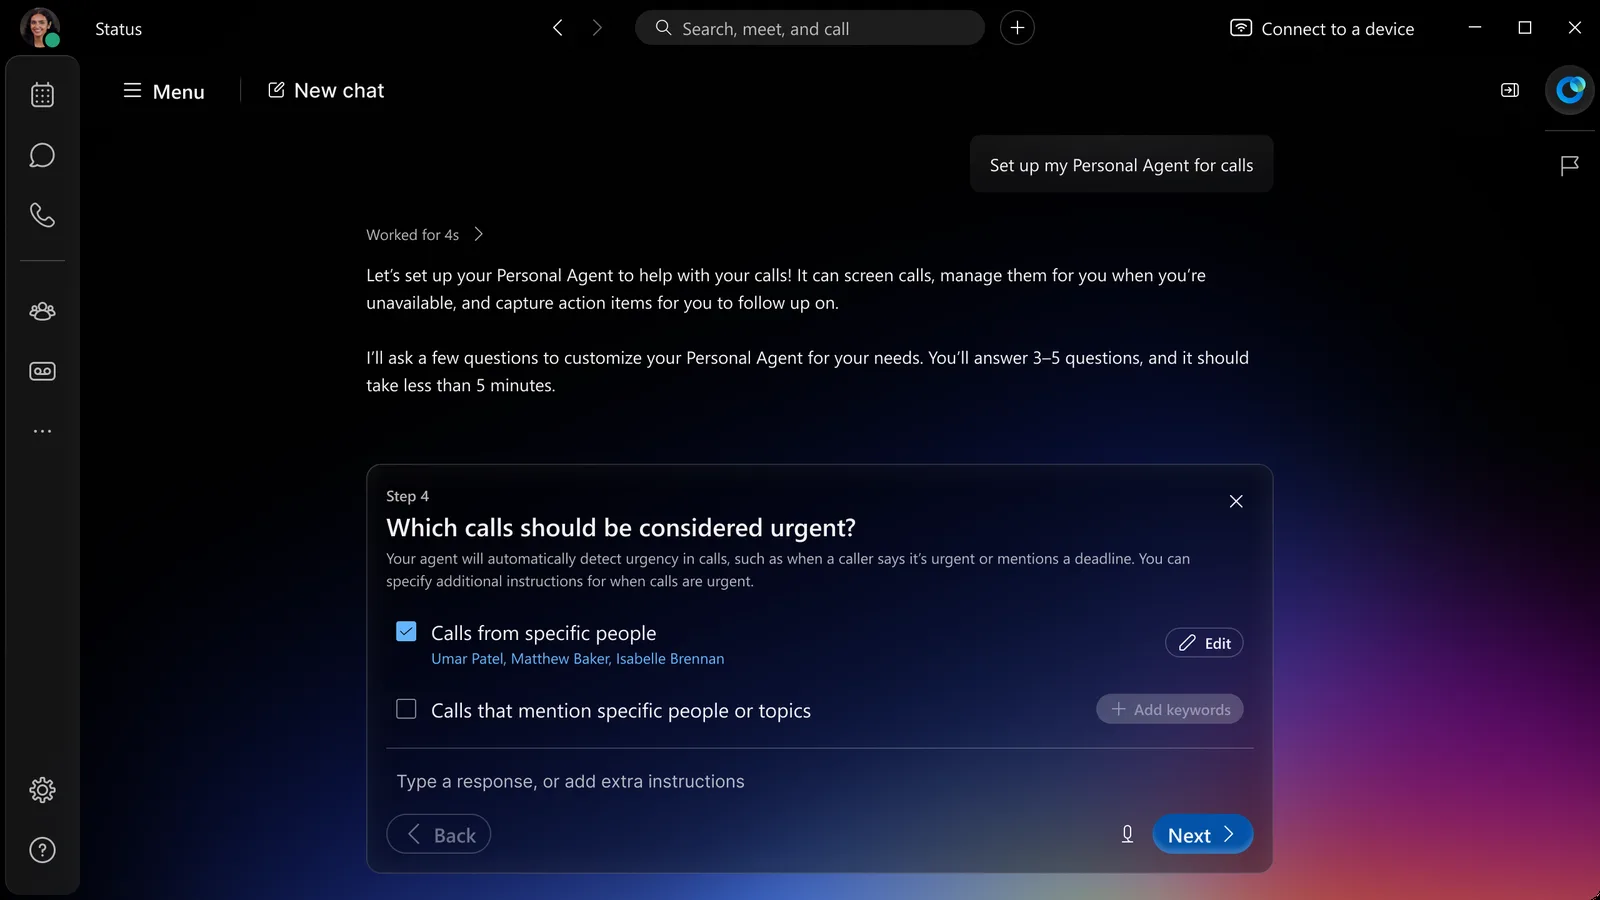 Status
Search, meet, and call
Connect to a device
Menu
New chat
Set up my Personal Agent for calls
Worked for 4s
Let’s set up your Personal Agent to help with your calls! It can screen calls, manage them for you when you’re
unavailable, and capture action items for you to follow up on.
I’ll ask a few questions to customize your Personal Agent for your needs. You’ll answer 3–5 questions, and it should
take less than 5 minutes.
Step 4
Which calls should be considered urgent?
Your agent will automatically detect urgency in calls, such as when a caller says it’s urgent or mentions a deadline. You can
specify additional instructions for when calls are urgent.
Calls from specific people
Umar Patel, Matthew Baker, Isabelle Brennan
Edit
Calls that mention specific people or topics
Add keywords
Type a response, or add extra instructions
Back
Next